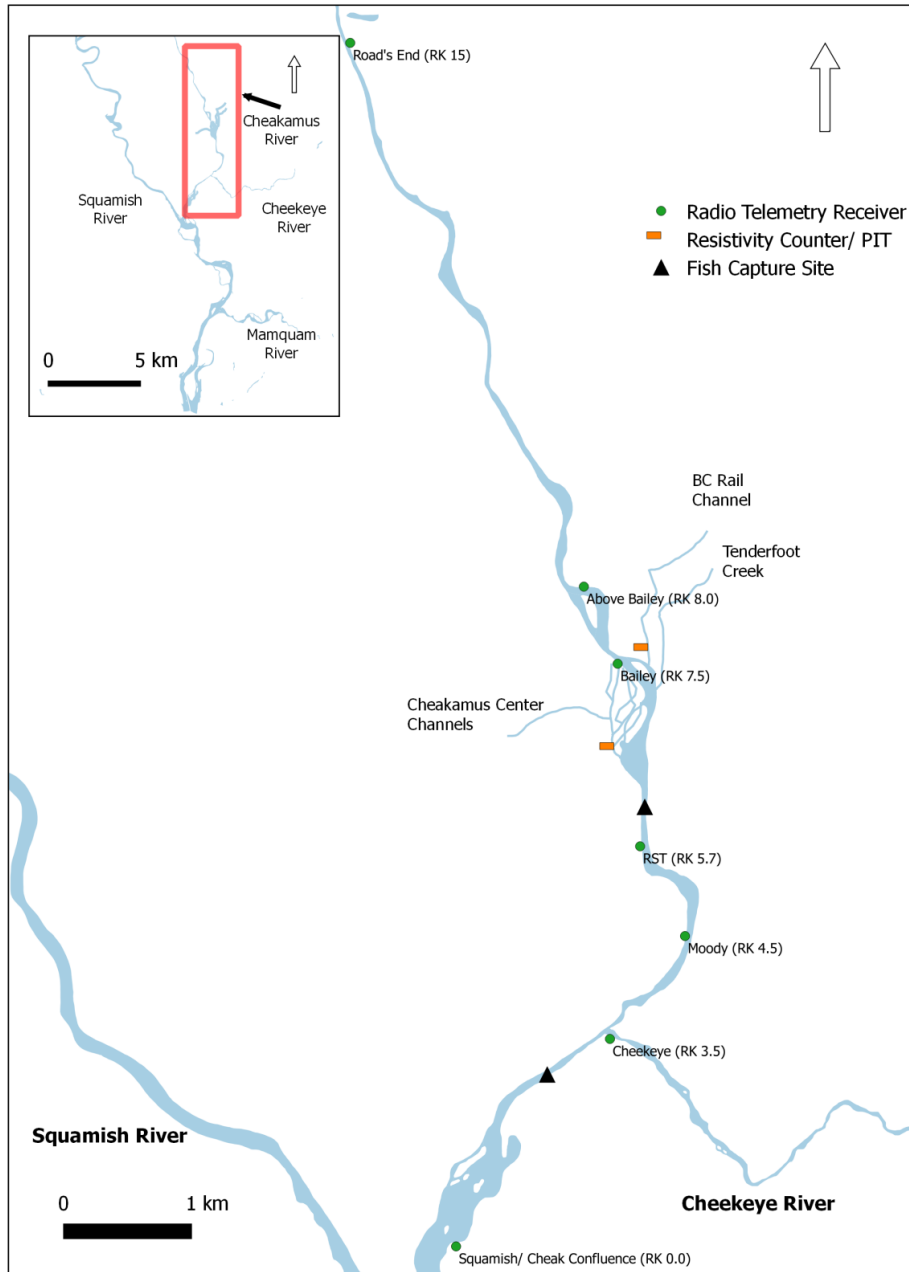 Road's End (RK 15)
Cheakamus
River
Squamish
River
Cheekeye
River
Mamquam
River
0 5 km
Radio Telemetry Receiver
Resistivity Counter/ PIT
Fish Capture Site
BC Rail
Channel
Tenderfoot
Creek
Above Bailey (RK 8.0)
Bailey (RK 7.5)
Cheakamus Center
Channels
RST (RK 5.7)
Moody (RK 4.5)
Cheekeye (RK 3.5)
Squamish River
0 1 km
Cheekeye River
Squamish/ Cheak Confluence (RK 0.0)